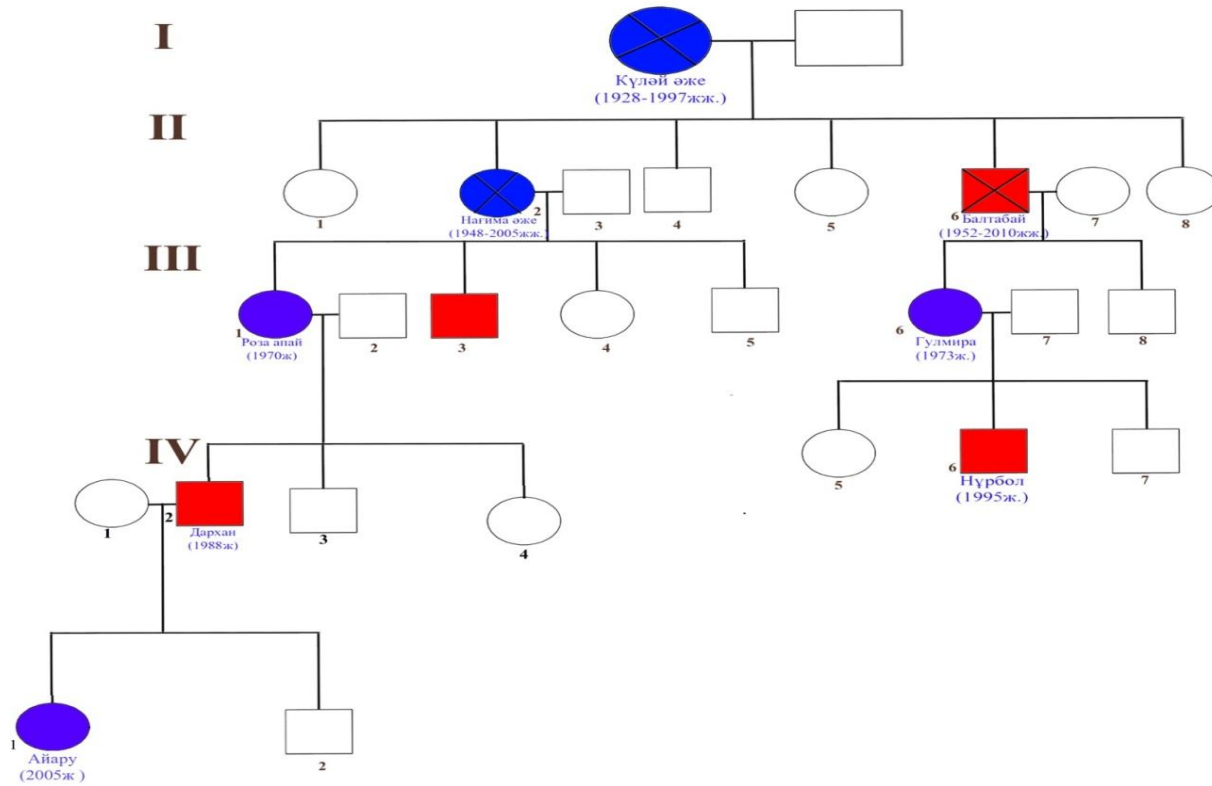 I
Күләй әже
(1928-1997жж.)
II
1
2
3
4
5
6
7
8
Нағима әже
(1948-2005жж.)
Балтабай
(1952-2010жж.)
III
1
2
3
4
5
6
7
8
Роза апай
(1970ж)
Гулмира
(1973ж.)
IV
5
6
7
Нұрбол
(1995ж.)
1
2
3
4
Дархан
(1988ж)
1
2
Айару
(2005ж )